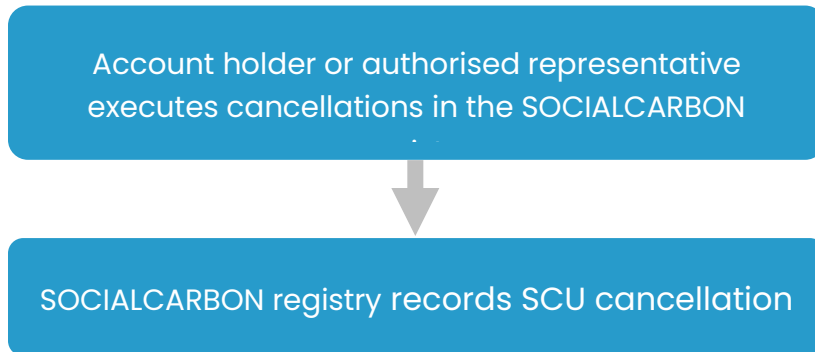 Account holder or authorised representative
executes cancellations in the SOCIALCARBON
SOCIALCARBON registry records SCU cancellation